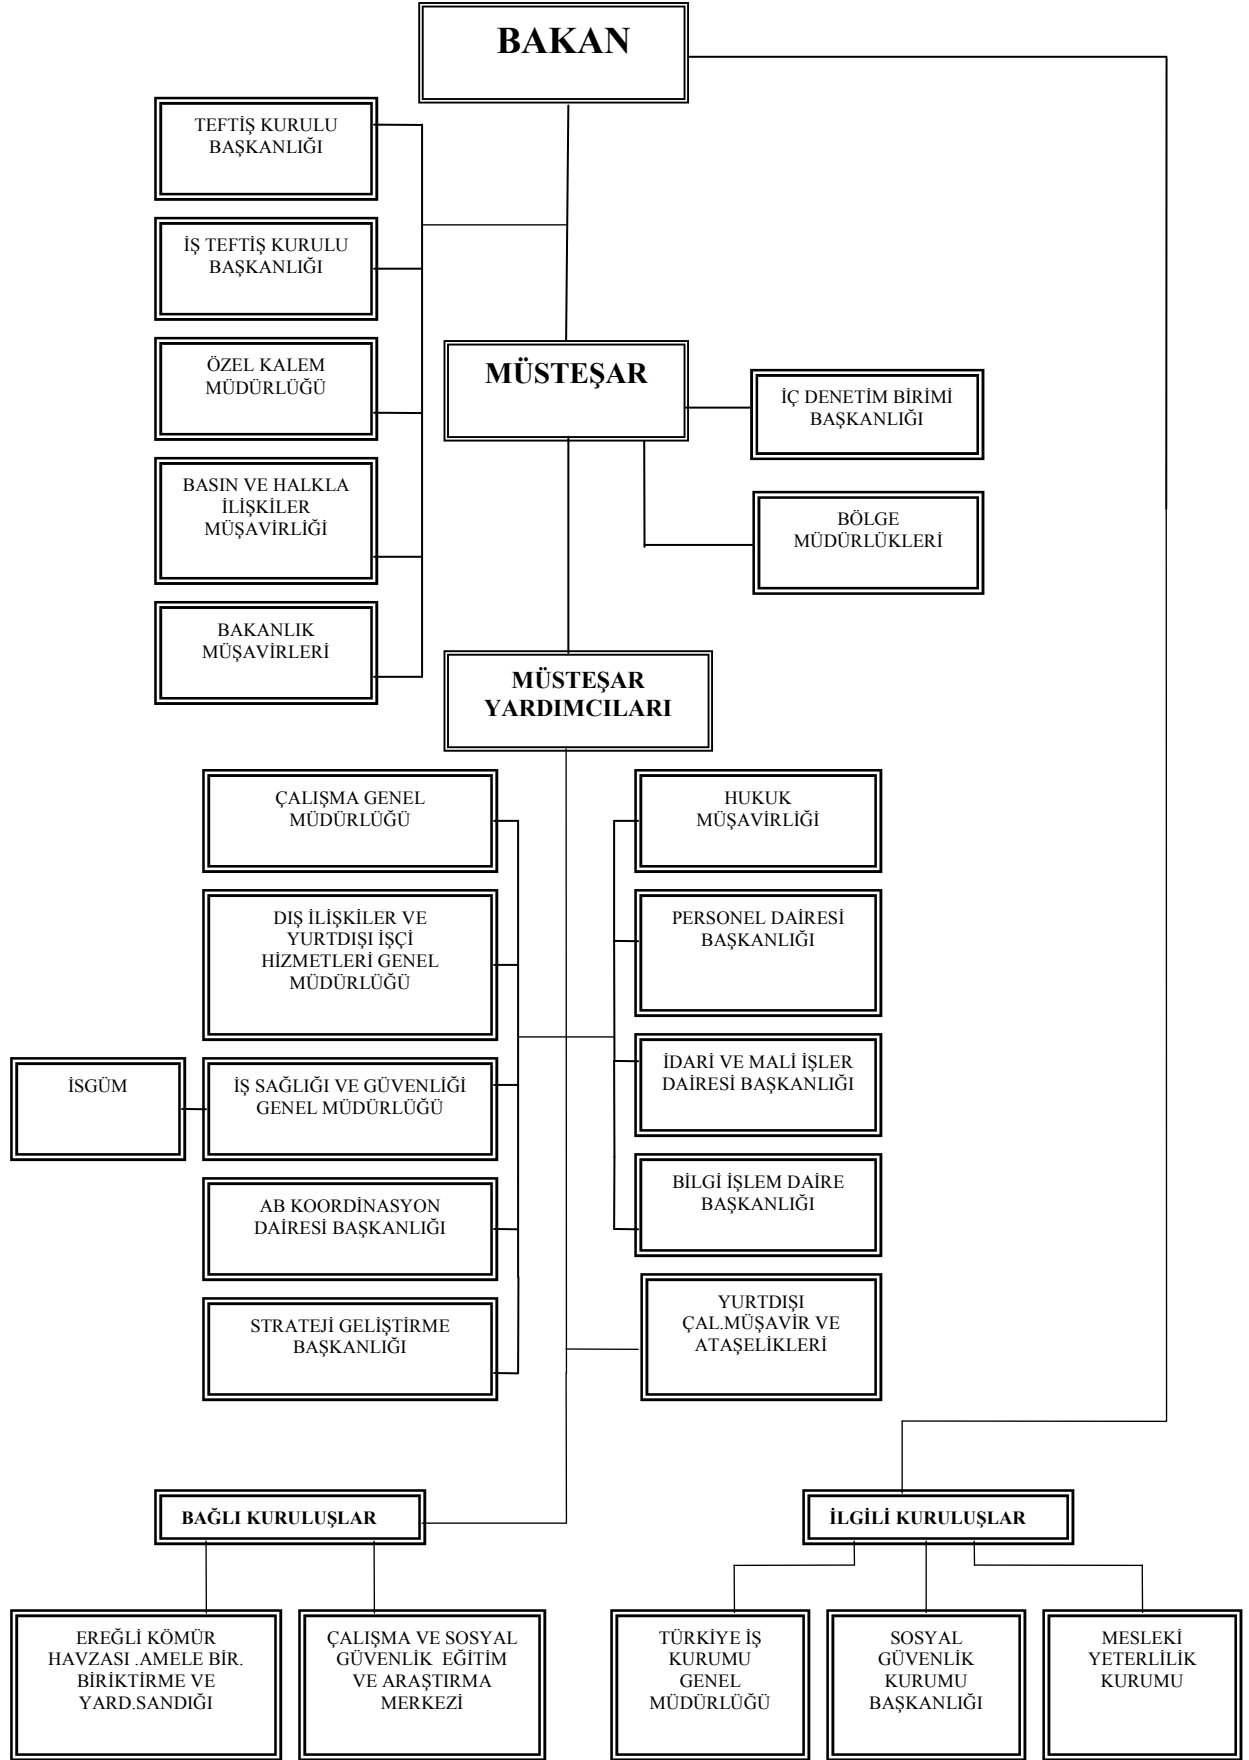 BAKAN
TEFTİŞ KURULU
BAŞKANLIĞI
İŞ TEFTİŞ KURULU
BAŞKANLIĞI
ÖZEL KALEM
MÜDÜRLÜĞÜ
MÜSTEŞAR
İÇ DENETİM BİRİMİ
BAŞKANLIĞI
BASIN VE HALKLA
İLİŞKİLER
MÜŞAVİRLİĞİ
BÖLGE
MÜDÜRLÜKLERİ
BAKANLIK
MÜŞAVİRLERİ
MÜSTEŞAR
YARDIMCILARI
ÇALIŞMA GENEL
MÜDÜRLÜĞÜ
HUKUK
MÜŞAVİRLİĞİ
DIŞ İLİŞKİLER VE
YURTDIŞI İŞÇİ
HİZMETLERİ GENEL
MÜDÜRLÜĞÜ
PERSONEL DAİRESİ
BAŞKANLIĞI
İSGÜM
İŞ SAĞLIĞI VE GÜVENLİĞİ
GENEL MÜDÜRLÜĞÜ
İDARİ VE MALİ İŞLER
DAİRESİ BAŞKANLIĞI
AB KOORDİNASYON
DAİRESİ BAŞKANLIĞI
BİLGİ İŞLEM DAİRE
BAŞKANLIĞI
STRATEJİ GELİŞTİRME
BAŞKANLIĞI
YURTDIŞI
ÇAL.MÜŞAVİR VE
ATAŞELİKLERİ
BAĞLI KURULUŞLAR
İLGİLİ KURULUŞLAR
EREĞLİ KÖMÜR
HAVZASI .AMELE BİR.
BİRİKTİRME VE
YARD.SANDIĞI
ÇALIŞMA VE SOSYAL
GÜVENLİK  EĞİTİM
VE ARAŞTIRMA
MERKEZİ
TÜRKİYE İŞ
KURUMU
GENEL
MÜDÜRLÜĞÜ
SOSYAL
GÜVENLİK
KURUMU
BAŞKANLIĞI
MESLEKİ
YETERLİLİK
KURUMU